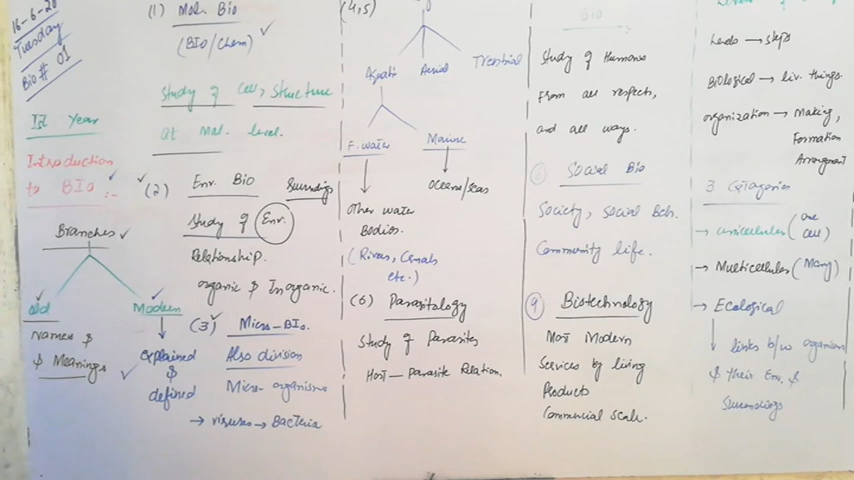 16-6-20
Tuesday
Bio # 01
Ist Year
Introduction
to BIO :-
Branches
old
Modern
Names &
& Meanings
explained
&
defined
(1) Mol. Bio
(BIO/Chem)
Study of Cell, Structure
at Mol. level.
(2) Env. Bio Surroundings
Study of Env.
Relationship.
organic & Inorganic.
(3) Micro-BIO.
Also division
Micro-organisms
→ viruses → Bacteria
(4,5)
Aquatic Aerial Terrestrial
F. water Marine
Oceans/Seas
Other water
Bodies.
(Rivers, Canals
etc.)
(6) Parasitology
Study of Parasites
Host — Parasite Relation.
BIO
Study of Humans
From all respects,
and all ways.
Social Bio
Society, Social Beh.
Community life.
9 Biotechnology
Most Modern
Services by living
Products
Commercial Scale.
→ steps
Biological → liv. things.
organization → Making,
Formation
Arrangement
3 Categories
→ unicellular (one
cell)
→ Multicellular (Many)
→ Ecological
links b/w organisms
& their Env. &
Surroundings